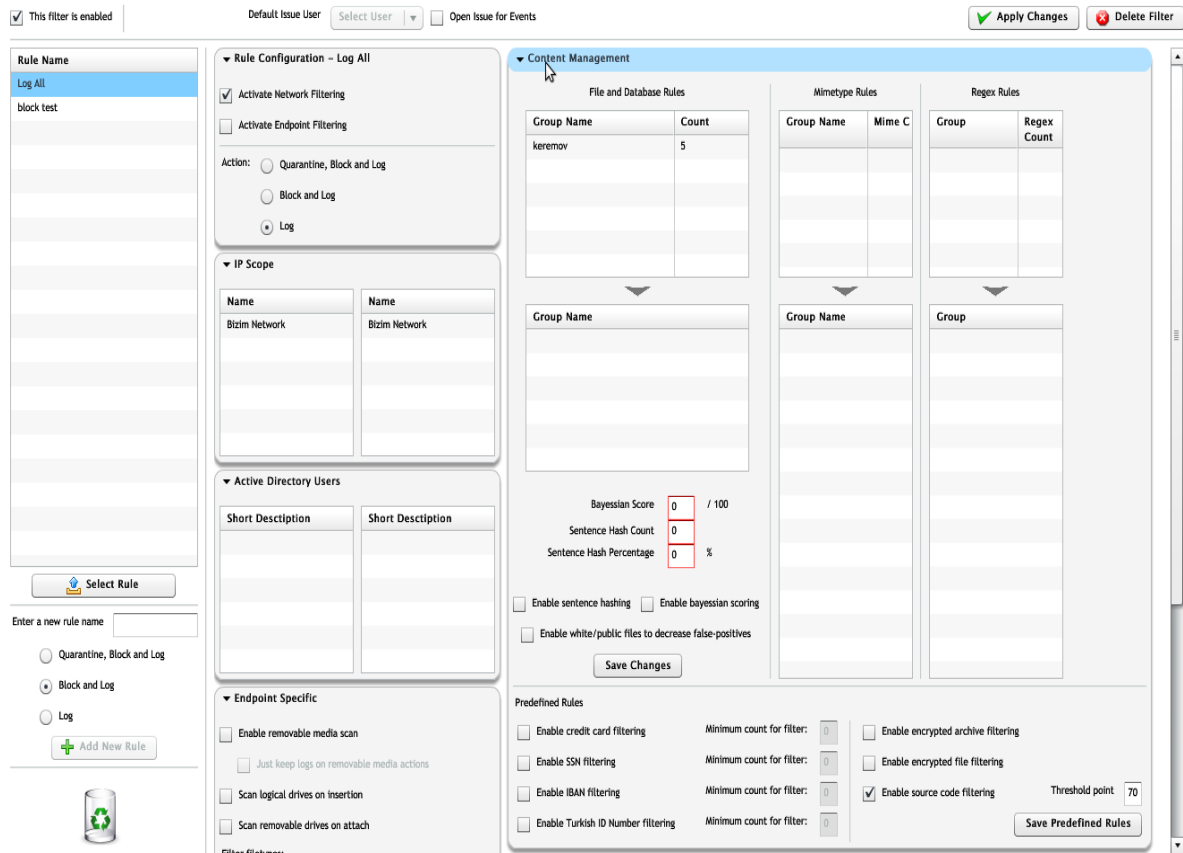 This filter is enabled
Default Issue User
Select User
Open Issue for Events
Apply Changes
Delete Filter
Rule Name
Log All
block test
Select Rule
Enter a new rule name
Quarantine, Block and Log
Block and Log
Log
Add New Rule
Rule Configuration – Log All
Activate Network Filtering
Activate Endpoint Filtering
Action:
Quarantine, Block and Log
Block and Log
Log
IP Scope
Name
Name
Bizim Network
Bizim Network
Active Directory Users
Short Desctiption
Short Desctiption
Endpoint Specific
Enable removable media scan
Just keep logs on removable media actions
Scan logical drives on insertion
Scan removable drives on attach
Filter filetypes:
Content Management
File and Database Rules
Group Name
Count
keremov
5
Group Name
Mimetype Rules
Group Name
Mime C
Group Name
Regex Rules
Group
Regex Count
Group
Bayessian Score 0 / 100
Sentence Hash Count 0
Sentence Hash Percentage 0 %
Enable sentence hashing
Enable bayessian scoring
Enable white/public files to decrease false-positives
Save Changes
Predefined Rules
Enable credit card filtering
Minimum count for filter: 0
Enable SSN filtering
Minimum count for filter: 0
Enable IBAN filtering
Minimum count for filter: 0
Enable Turkish ID Number filtering
Minimum count for filter: 0
Enable encrypted archive filtering
Enable encrypted file filtering
Enable source code filtering
Threshold point 70
Save Predefined Rules